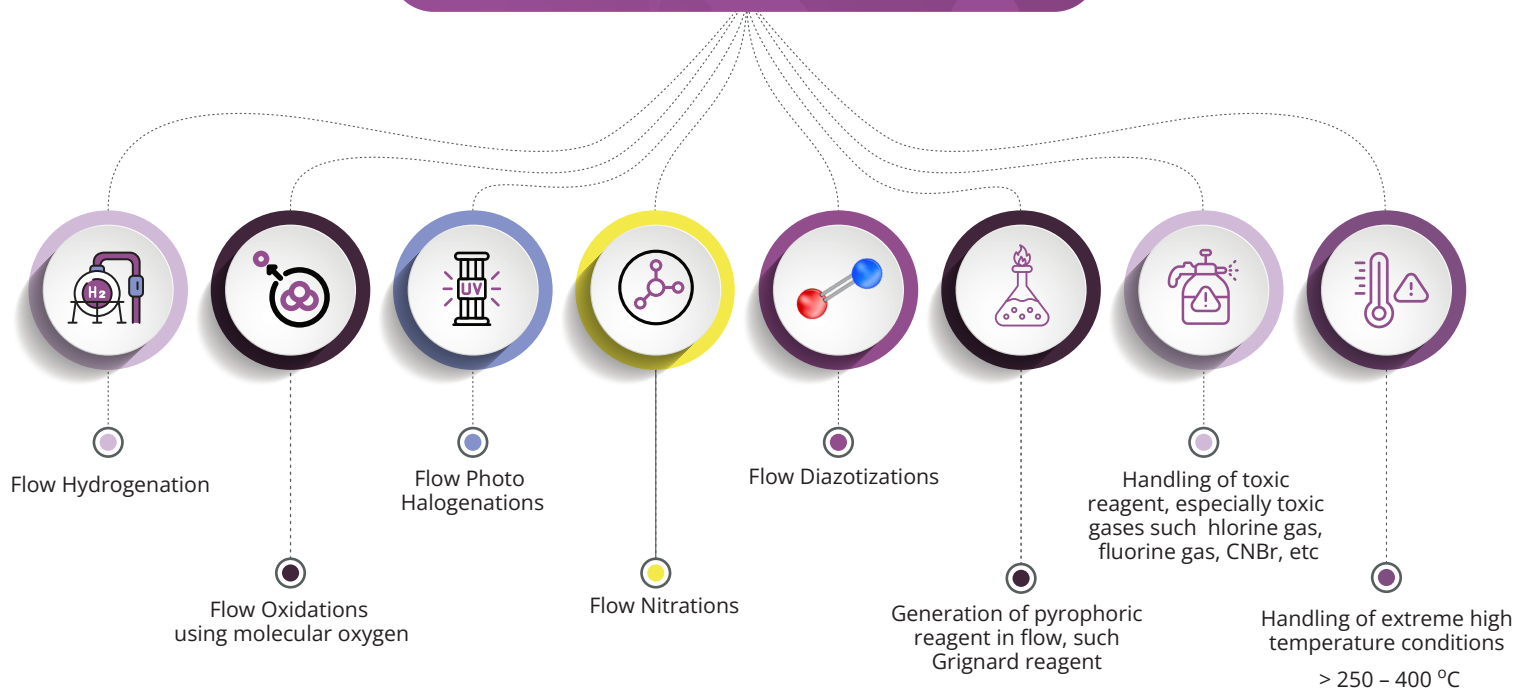 H2
UV
Flow Hydrogenation
Flow Oxidations
using molecular oxygen
Flow Photo
Halogenations
Flow Nitrations
Flow Diazotizations
Generation of pyrophoric
reagent in flow, such
Grignard reagent
Handling of toxic
reagent, especially toxic
gases such  hlorine gas,
fluorine gas, CNBr, etc
Handling of extreme high
temperature conditions
> 250 – 400 ⁰C